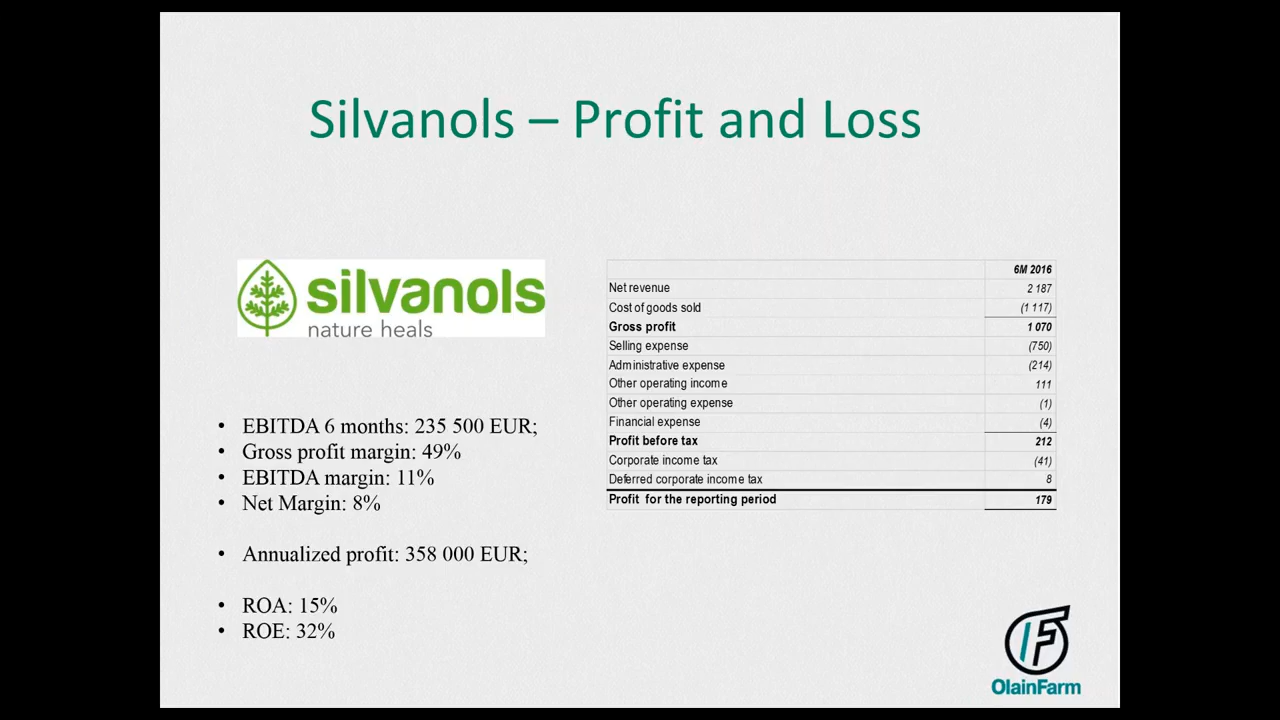 Silvanols – Profit and Loss
silvanols
nature heals
• EBITDA 6 months: 235 500 EUR;
• Gross profit margin: 49%
• EBITDA margin: 11%
• Net Margin: 8%
• Annualized profit: 358 000 EUR;
• ROA: 15%
• ROE: 32%
6M 2016
Net revenue 2 187
Cost of goods sold (1 117)
Gross profit 1 070
Selling expense (750)
Administrative expense (214)
Other operating income 111
Other operating expense (1)
Financial expense (4)
Profit before tax 212
Corporate income tax (41)
Deferred corporate income tax 8
Profit for the reporting period 179
OlainFarm